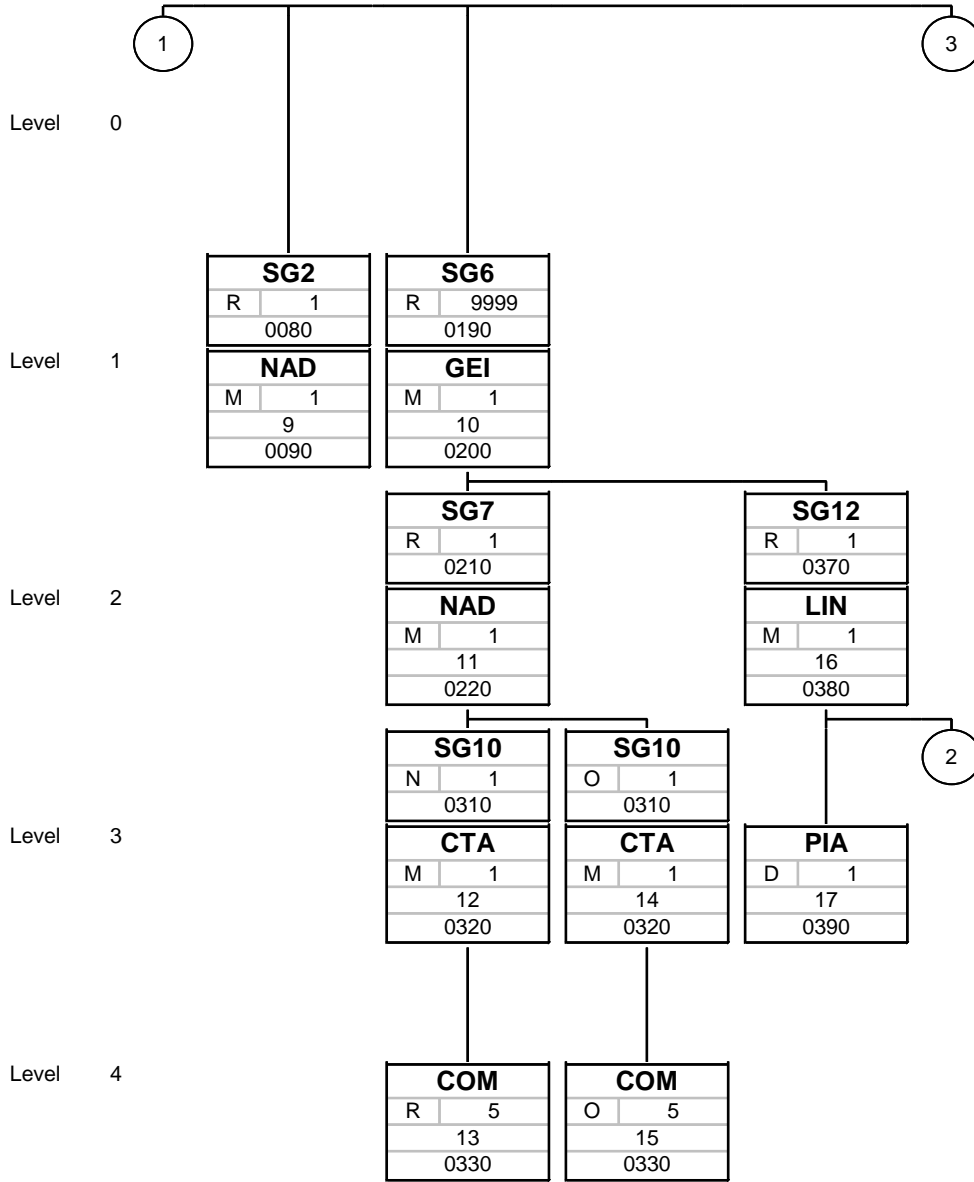 1 3
Level 0
SG2 SG6
R 1 R 9999
0080 0190
Level 1
NAD GEI
M 1 M 1
9 10
0090 0200
SG7 SG12
R 1 R 1
0210 0370
Level 2
NAD LIN
M 1 M 1
11 16
0220 0380
SG10 SG10 2
N 1 O 1
0310 0310
Level 3
CTA CTA PIA
M 1 M 1 D 1
12 14 17
0320 0320 0390
Level 4
COM COM
R 5 O 5
13 15
0330 0330